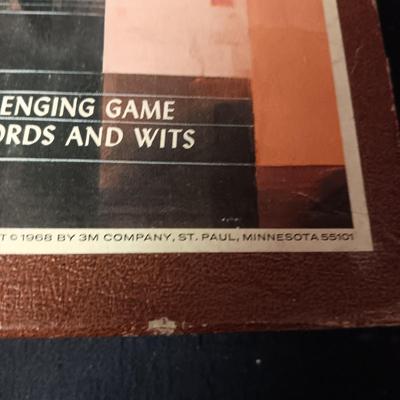 ENGING GAME
ORDS AND WITS
T © 1968 BY 3M COMPANY, ST. PAUL, MINNESOTA 55101